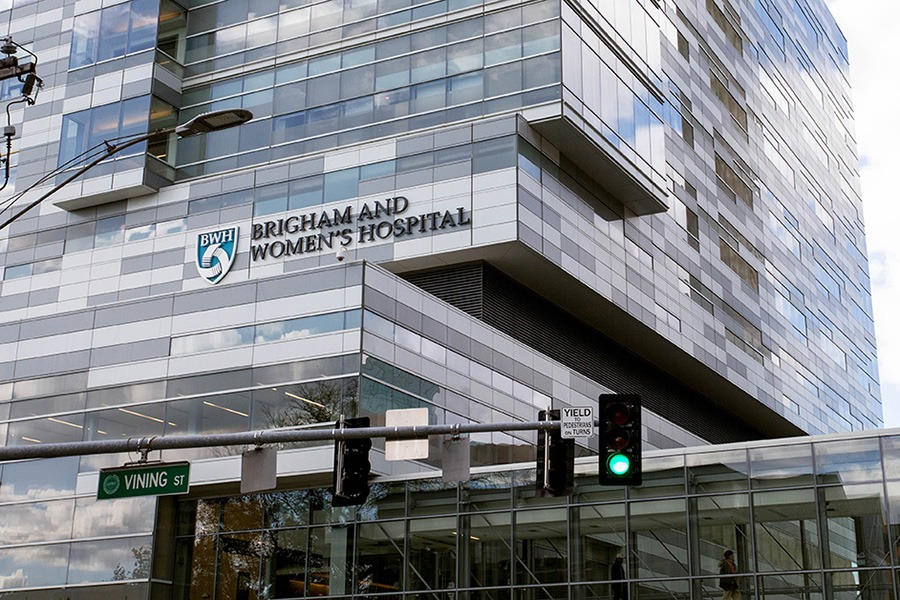 BWH
BRIGHAM AND
WOMEN'S HOSPITAL
YIELD
TO
PEDESTRIANS
ON TURNS
VINING ST